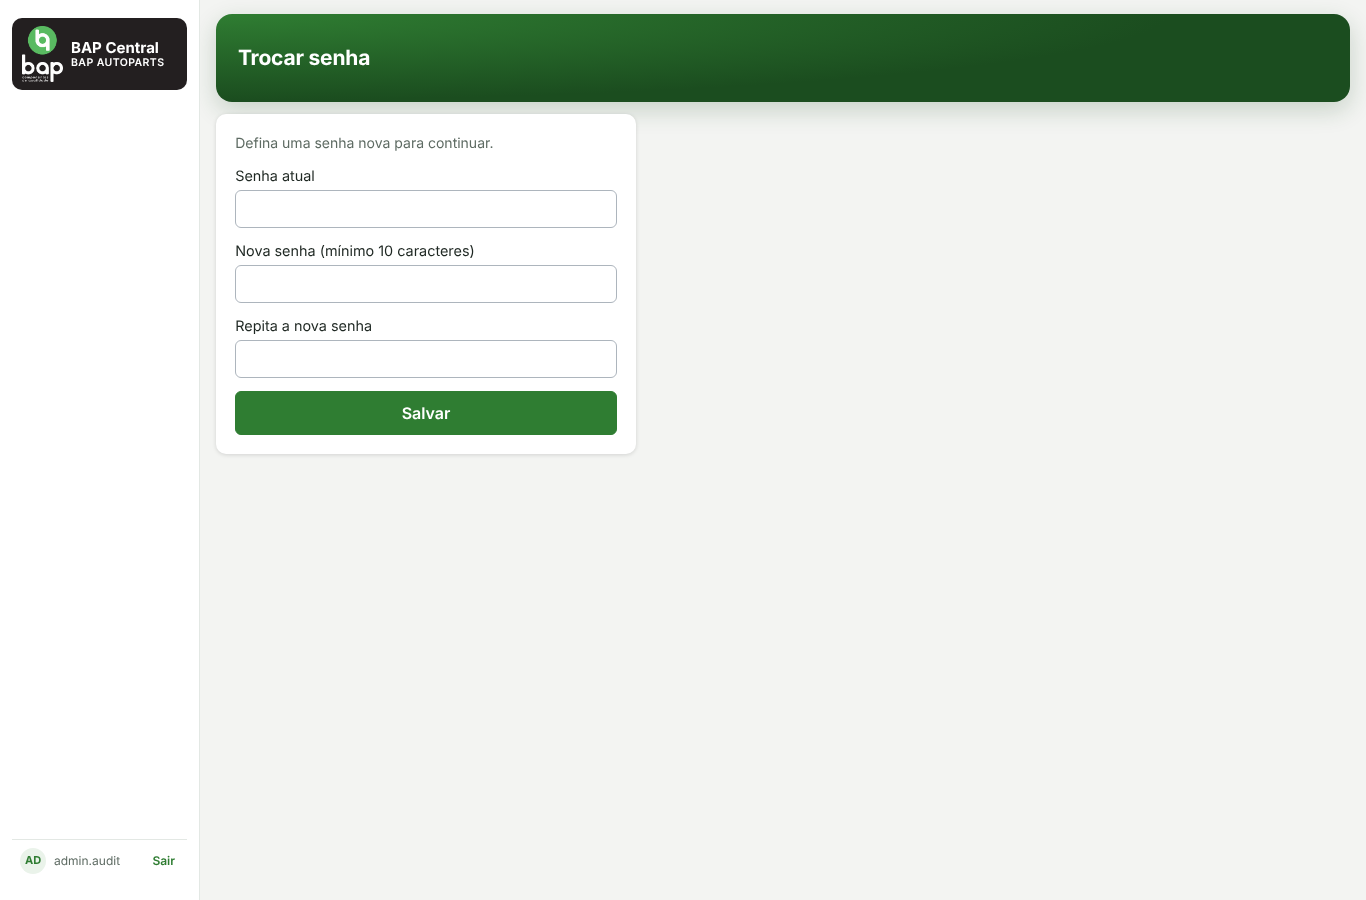 bap
BAP Central
BAP AUTOPARTS
Trocar senha
Defina uma senha nova para continuar.
Senha atual
Nova senha (mínimo 10 caracteres)
Repita a nova senha
Salvar
AD
admin.audit
Sair